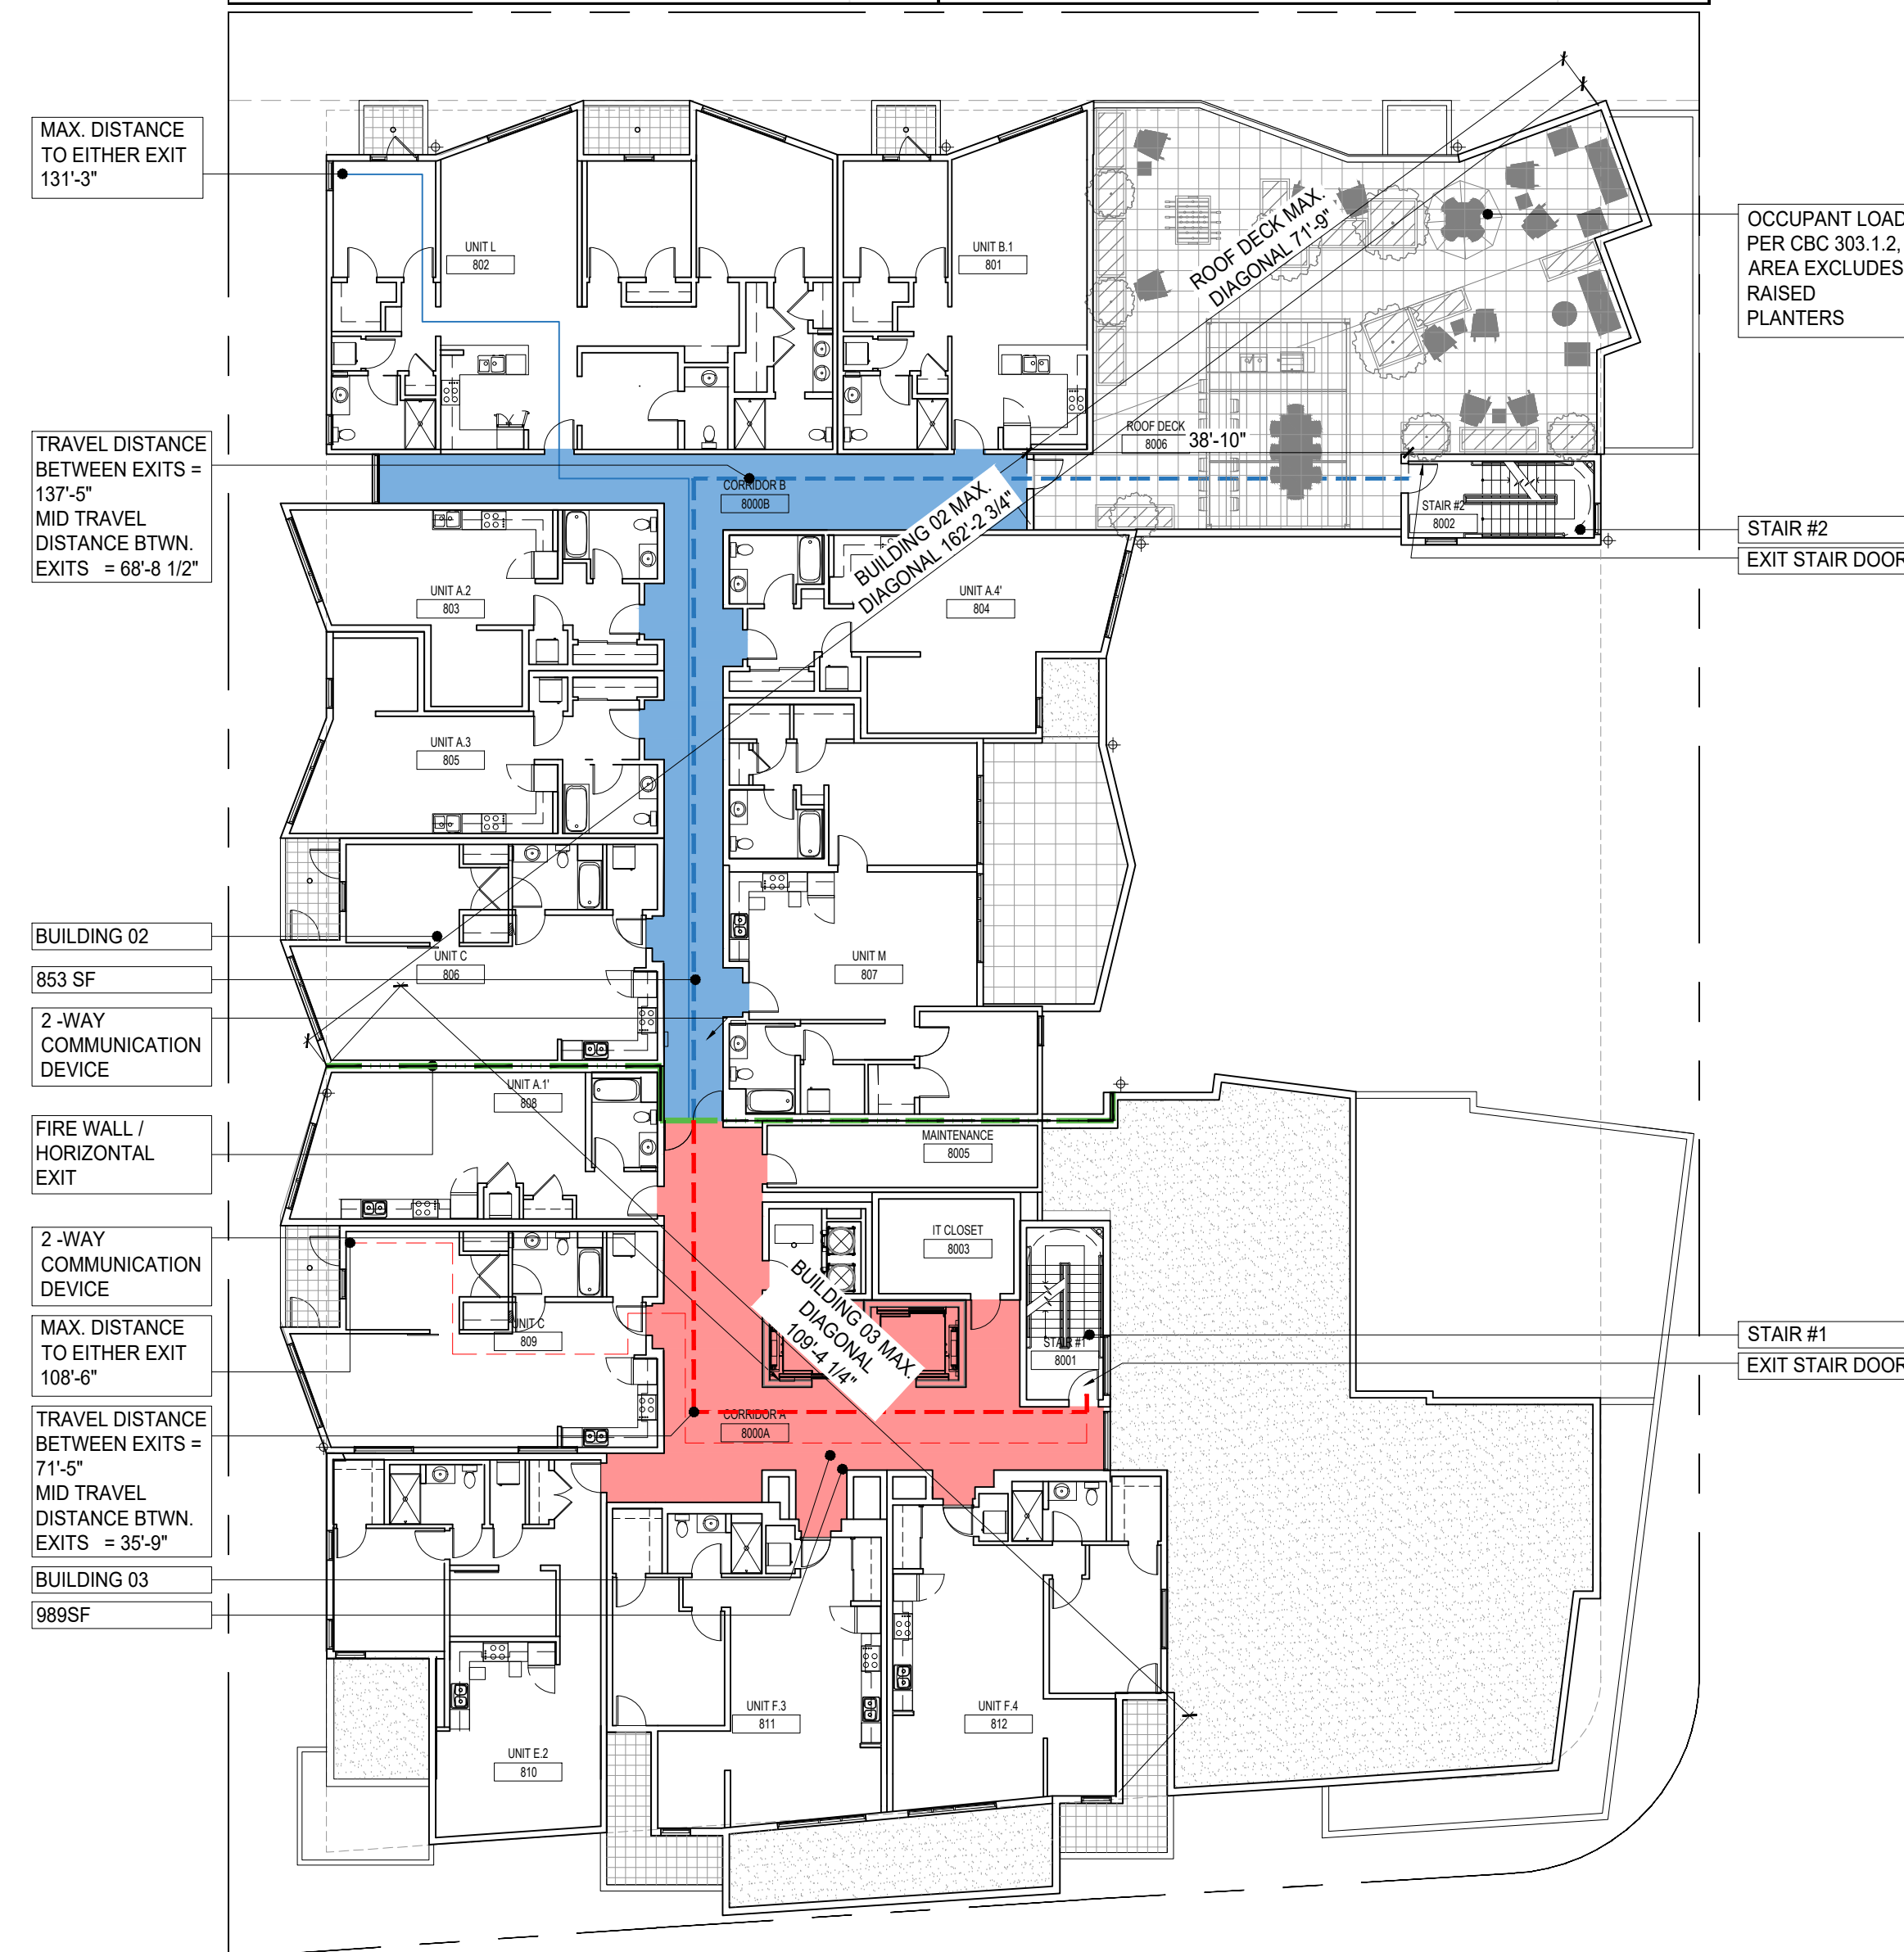 MAX. DISTANCE
TO EITHER EXIT
131'-3"
TRAVEL DISTANCE
BETWEEN EXITS =
137'-5"
MID TRAVEL
DISTANCE BTWN.
EXITS = 68'-8 1/2"
BUILDING 02
853 SF
2 -WAY
COMMUNICATION
DEVICE
FIRE WALL /
HORIZONTAL
EXIT
2 -WAY
COMMUNICATION
DEVICE
MAX. DISTANCE
TO EITHER EXIT
108'-6"
TRAVEL DISTANCE
BETWEEN EXITS =
71'-5"
MID TRAVEL
DISTANCE BTWN.
EXITS = 35'-9"
BUILDING 03
989SF
UNIT L
802
UNIT B.1
801
ROOF DECK MAX.
DIAGONAL 71'-9"
ROOF DECK
8006
38'-10"
CORRIDOR B
8000B
BUILDING 02 MAX.
DIAGONAL 162'-2 3/4"
STAIR #2
8002
UNIT A.2
803
UNIT A.4'
804
UNIT A.3
805
UNIT C
806
UNIT M
807
UNIT A.1'
808
MAINTENANCE
8005
IT CLOSET
8003
UNIT C
809
BUILDING 03 MAX.
DIAGONAL
109'-4 1/4"
STAIR #1
8001
CORRIDOR A
8000A
UNIT F.3
811
UNIT F.4
812
UNIT E.2
810
OCCUPANT LOAD
PER CBC 303.1.2,
AREA EXCLUDES
RAISED
PLANTERS
STAIR #2
EXIT STAIR DOOR
STAIR #1
EXIT STAIR DOOR